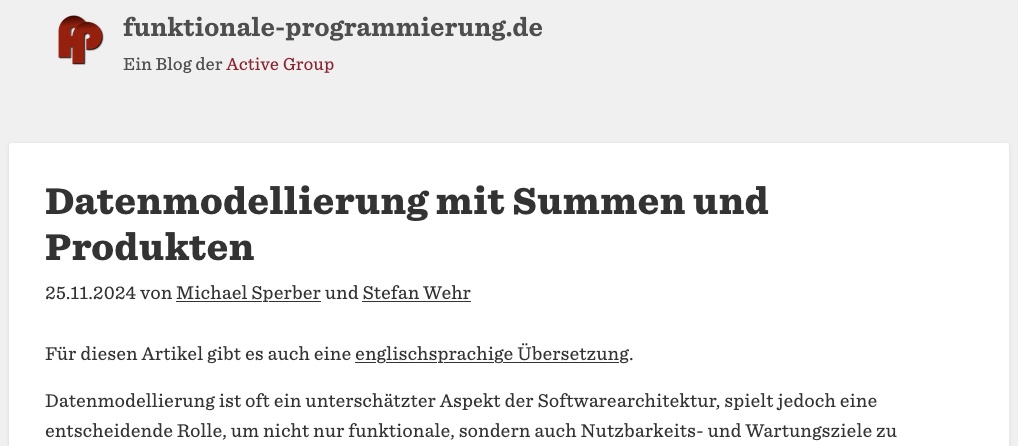 funktionale-programmierung.de
Ein Blog der Active Group
Datenmodellierung mit Summen und
Produkten
25.11.2024 von Michael Sperber und Stefan Wehr
Für diesen Artikel gibt es auch eine englischsprachige Übersetzung.
Datenmodellierung ist oft ein unterschätzter Aspekt der Softwarearchitektur, spielt jedoch eine
entscheidende Rolle, um nicht nur funktionale, sondern auch Nutzbarkeits- und Wartungsziele zu